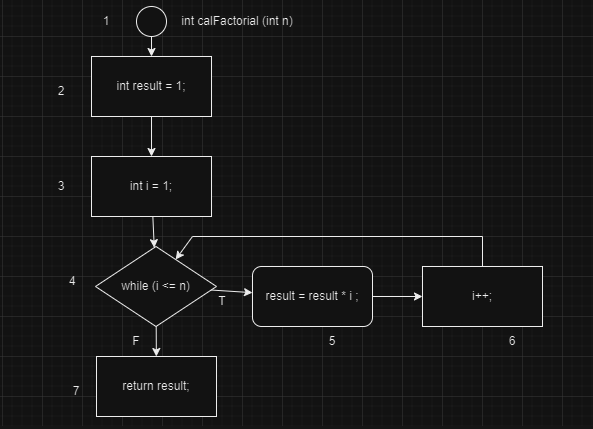 1
int calFactorial (int n)
2
int result = 1;
3
int i = 1;
4
while (i <= n)
T
result = result * i ;
i++;
F
5
6
7
return result;